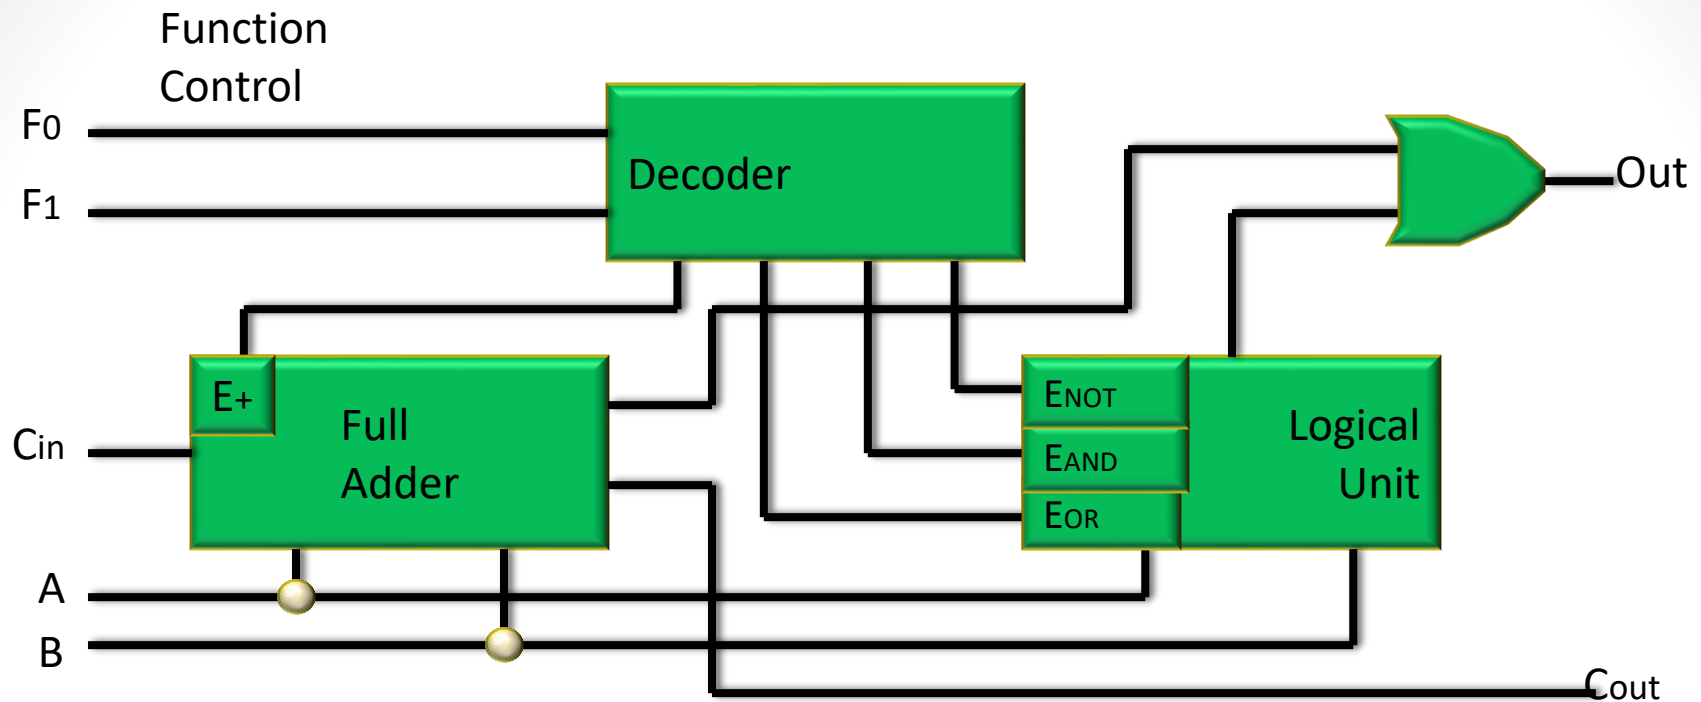 Function
Control
F0
Decoder
Out
F1
E+
ENOT
Full
Adder
Logical
Unit
Cin
EAND
EOR
A
B
Cout